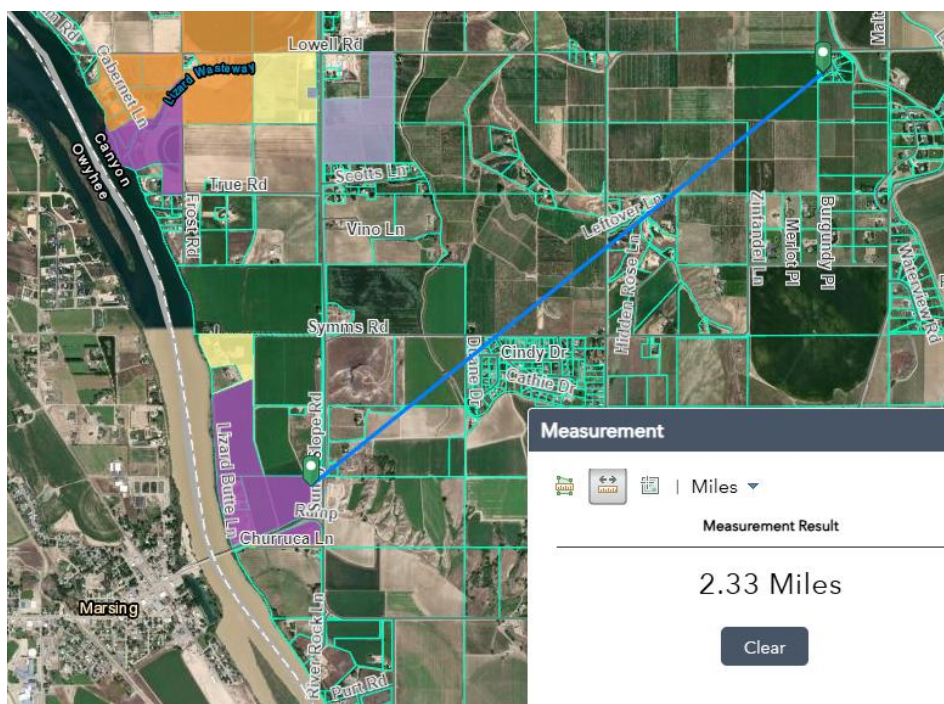 Lowell Rd
Malt
Cabernet Ln
Lizard Wasteway
Canyon
Owyhee
True Rd
Scotts Ln
Frost Rd
Vino Ln
Leftover Ln
Zinfandel Ln
Merlot Pl
Burgundy Pl
Hidden Rose Ln
Waterview Rd
Symms Rd
Diane Dr
Cindy Dr
Cathie Dr
Slope Rd
Lizard Butte Ln
Churruca Ln
Marsing
River Rock Ln
Purt Rd
Measurement
| Miles
Measurement Result
2.33 Miles
Clear